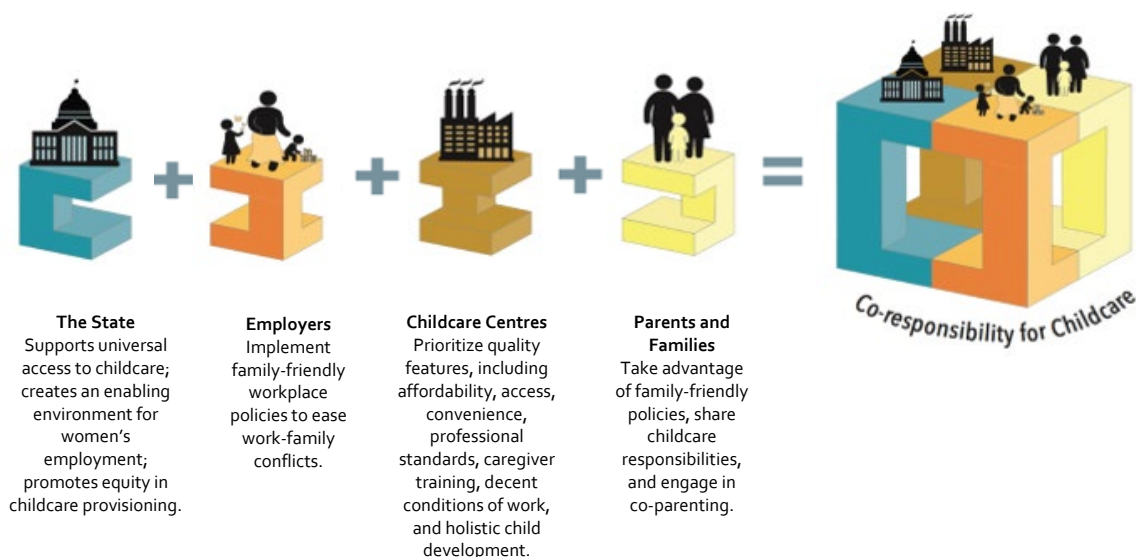 The State
Supports universal
access to childcare;
creates an enabling
environment for
women's
employment;
promotes equity in
childcare provisioning.
Employers
Implement
family-friendly
workplace
policies to ease
work-family
conflicts.
Childcare Centres
Prioritize quality
features, including
affordability, access,
convenience,
professional
standards, caregiver
training, decent
conditions of work,
and holistic child
development.
Parents and
Families
Take advantage
of family-friendly
policies, share
childcare
responsibilities,
and engage in
co-parenting.
Co-responsibility for Childcare